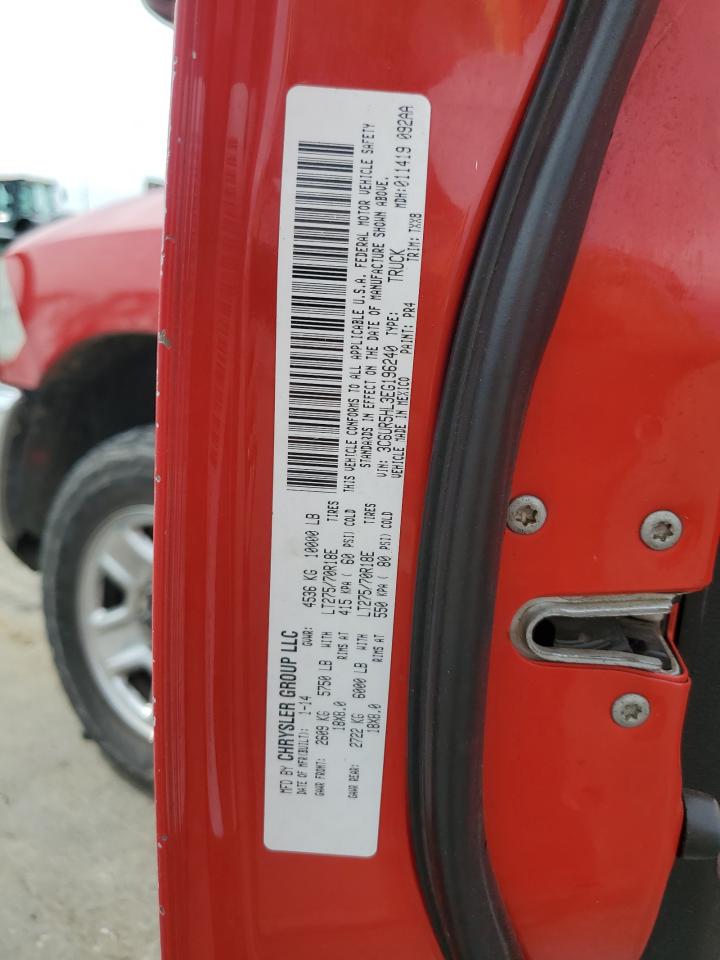 MFD BY CHRYSLER GROUP LLC
DATE OF MFR(BUILT): 1-14 GVWR: 4536 KG 10000 LB
GAWR FRONT: 2609 KG 5750 LB WITH LT275/70R18E TIRES
18X8.0 RIMS AT 415 KPA ( 60 PSI) COLD
GAWR REAR: 2722 KG 6000 LB WITH LT275/70R18E TIRES
18X8.0 RIMS AT 550 KPA ( 80 PSI) COLD
THIS VEHICLE CONFORMS TO ALL APPLICABLE U.S.A. FEDERAL MOTOR VEHICLE SAFETY
STANDARDS IN EFFECT ON THE DATE OF MANUFACTURE SHOWN ABOVE.
VIN: 3C6UR5HL3EG196240 TYPE: TRUCK MDH:011419 092AA
VEHICLE MADE IN MEXICO PAINT: PR4 TRIM: TXX8